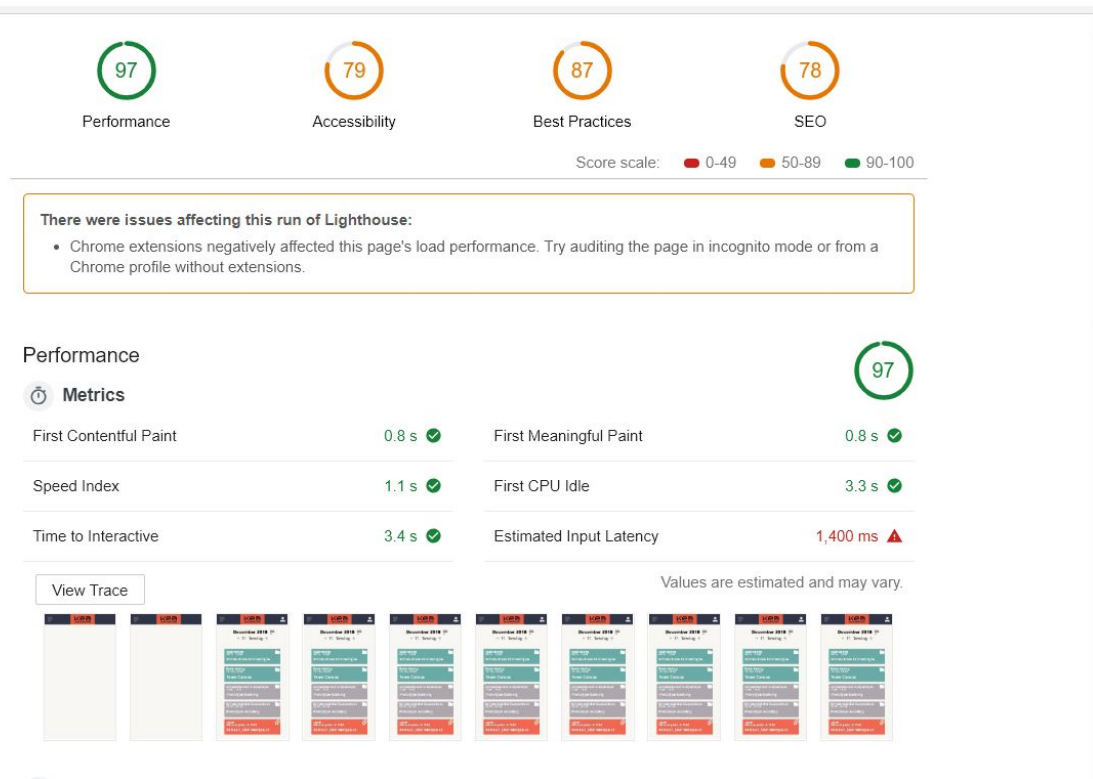 97 79 87 78
Performance Accessibility Best Practices SEO
Score scale: 0-49 50-89 90-100
There were issues affecting this run of Lighthouse:
• Chrome extensions negatively affected this page's load performance. Try auditing the page in incognito mode or from a
Chrome profile without extensions.
Performance
97
Metrics
First Contentful Paint 0.8 s First Meaningful Paint 0.8 s
Speed Index 1.1 s First CPU Idle 3.3 s
Time to Interactive 3.4 s Estimated Input Latency 1,400 ms
View Trace
Values are estimated and may vary.